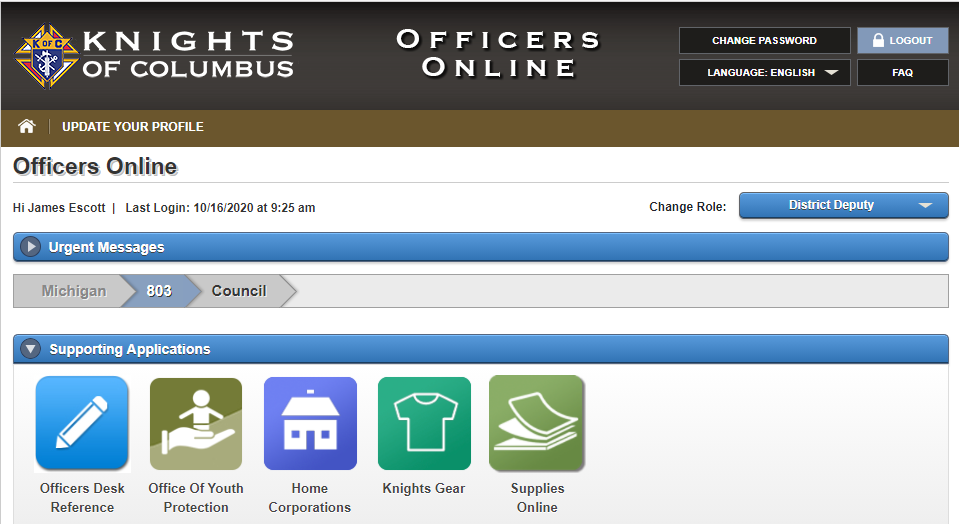 K OF C
KNIGHTS
OF COLUMBUS
OFFICERS
ONLINE
CHANGE PASSWORD
LOGOUT
LANGUAGE: ENGLISH
FAQ
UPDATE YOUR PROFILE
Officers Online
Hi James Escott | Last Login: 10/16/2020 at 9:25 am
Change Role:
District Deputy
Urgent Messages
Michigan
803
Council
Supporting Applications
Officers Desk
Reference
Office Of Youth
Protection
Home
Corporations
Knights Gear
Supplies
Online